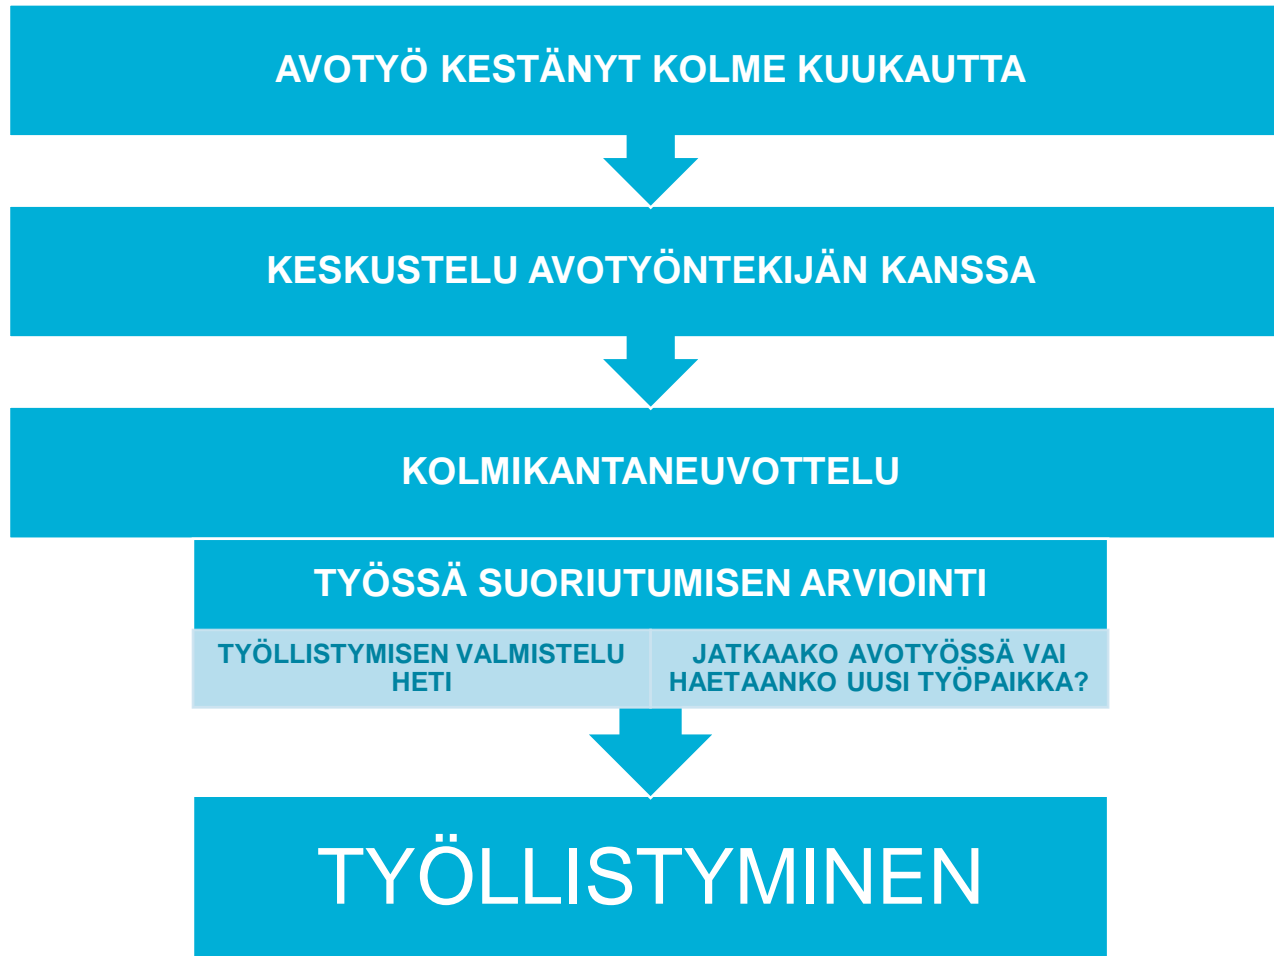 AVOTYÖ KESTÄNYT KOLME KUUKAUTTA
KESKUSTELU AVOTYÖNTEKIJÄN KANSSA
KOLMIKANTANEUVOTTELU
TYÖSSÄ SUORIUTUMISEN ARVIOINTI
TYÖLLISTYMISEN VALMISTELU
HETI
JATKAAKO AVOTYÖSSÄ VAI
HAETAANKO UUSI TYÖPAIKKA?
TYÖLLISTYMINEN